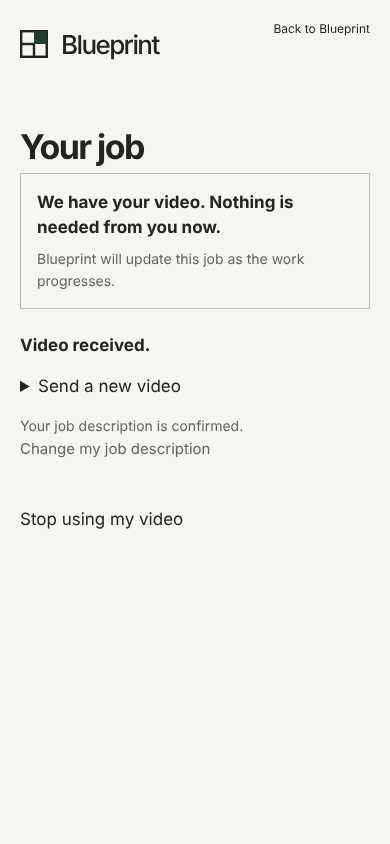 Back to Blueprint
Blueprint
Your job
We have your video. Nothing is
needed from you now.
Blueprint will update this job as the work
progresses.
Video received.
Send a new video
Your job description is confirmed.
Change my job description
Stop using my video